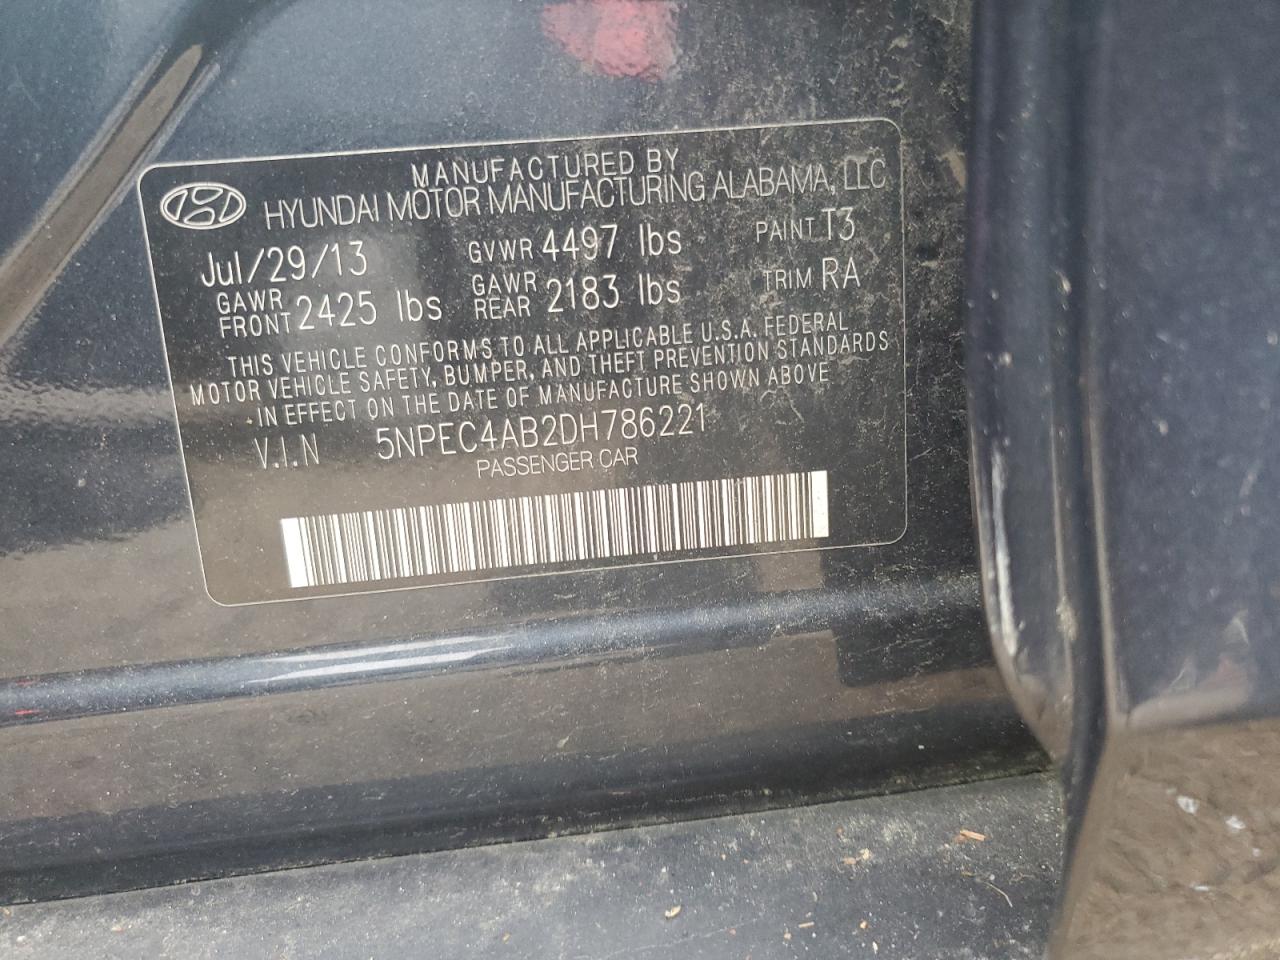 MANUFACTURED BY
HYUNDAI MOTOR MANUFACTURING ALABAMA, LLC
Jul/29/13 GVWR 4497 lbs PAINT T3
GAWR FRONT 2425 lbs GAWR REAR 2183 lbs TRIM RA
THIS VEHICLE CONFORMS TO ALL APPLICABLE U.S.A. FEDERAL
MOTOR VEHICLE SAFETY, BUMPER, AND THEFT PREVENTION STANDARDS
IN EFFECT ON THE DATE OF MANUFACTURE SHOWN ABOVE
V.I.N 5NPEC4AB2DH786221
PASSENGER CAR